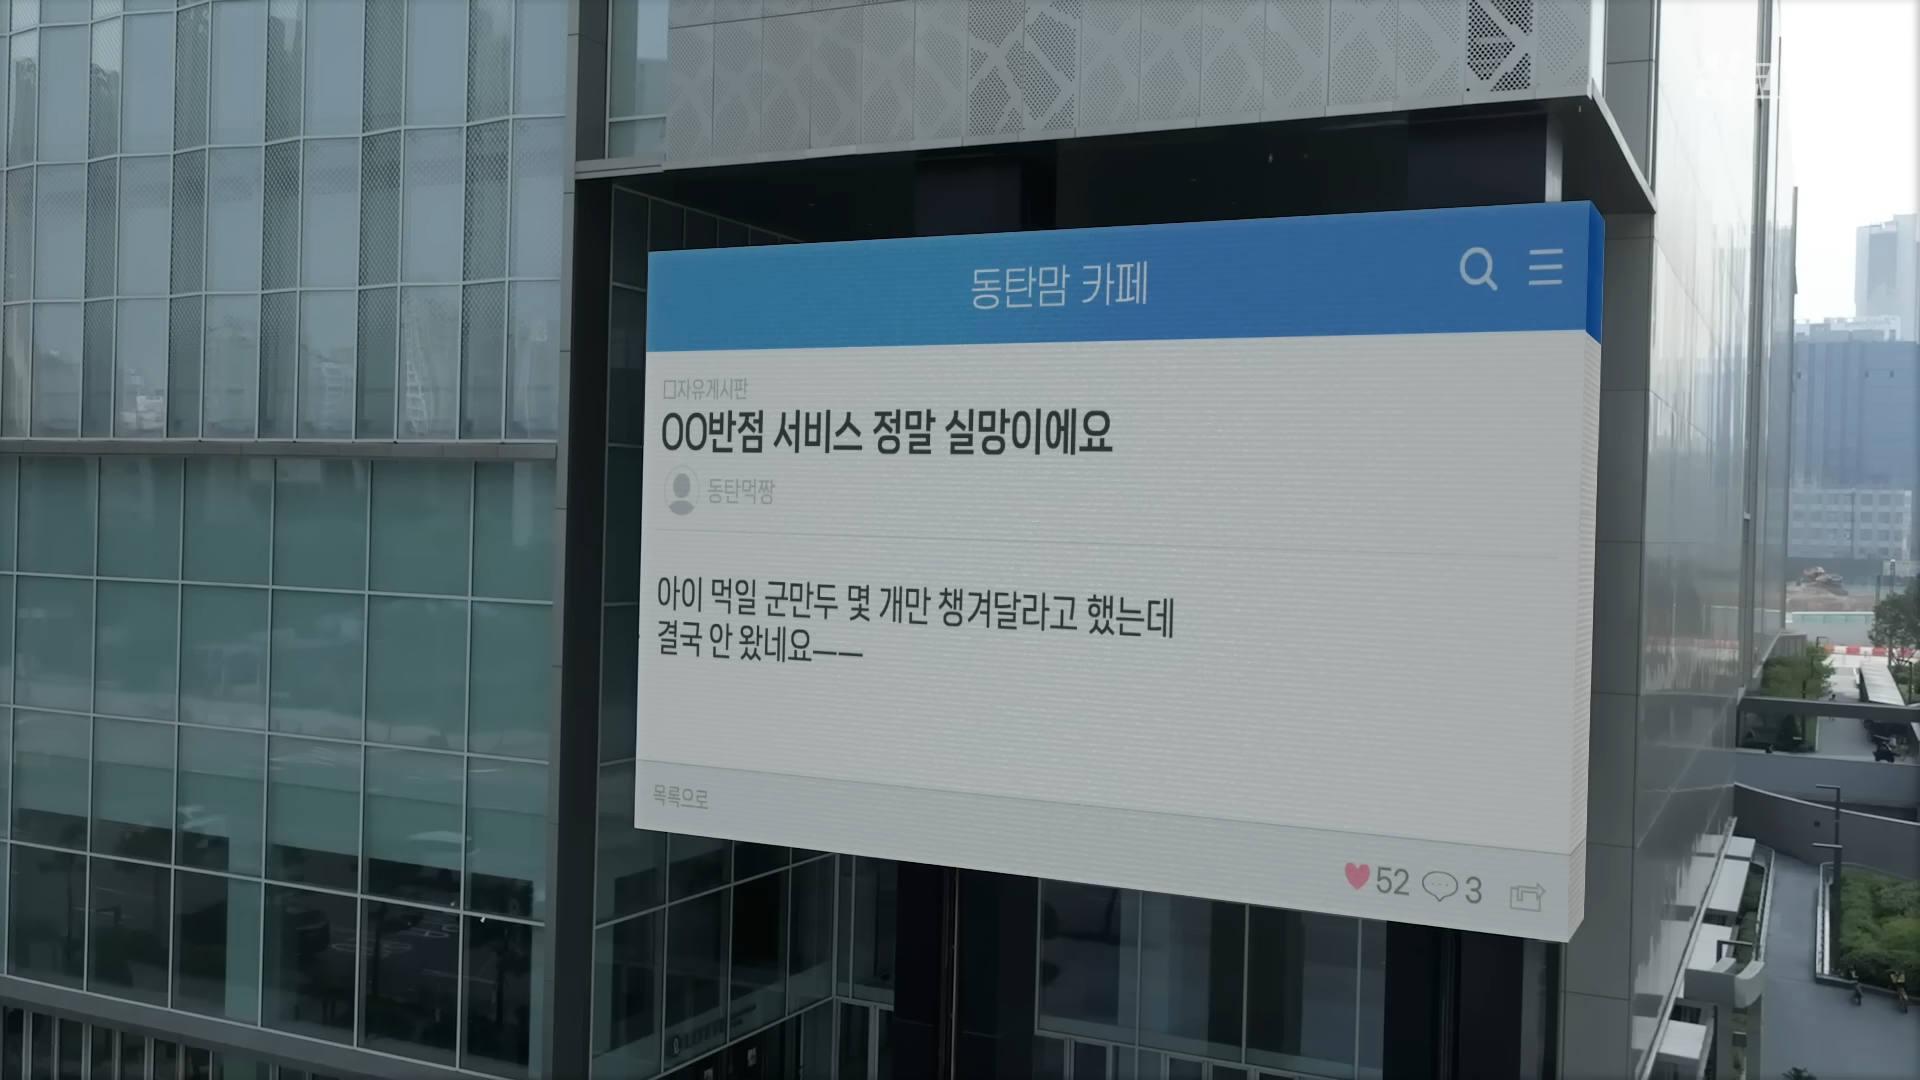 동탄맘 카페
□자유게시판
OO반점 서비스 정말 실망이에요
동탄먹짱
아이 먹일 군만두 몇 개만 챙겨달라고 했는데
결국 안 왔네요ㅡㅡ
목록으로
52 3